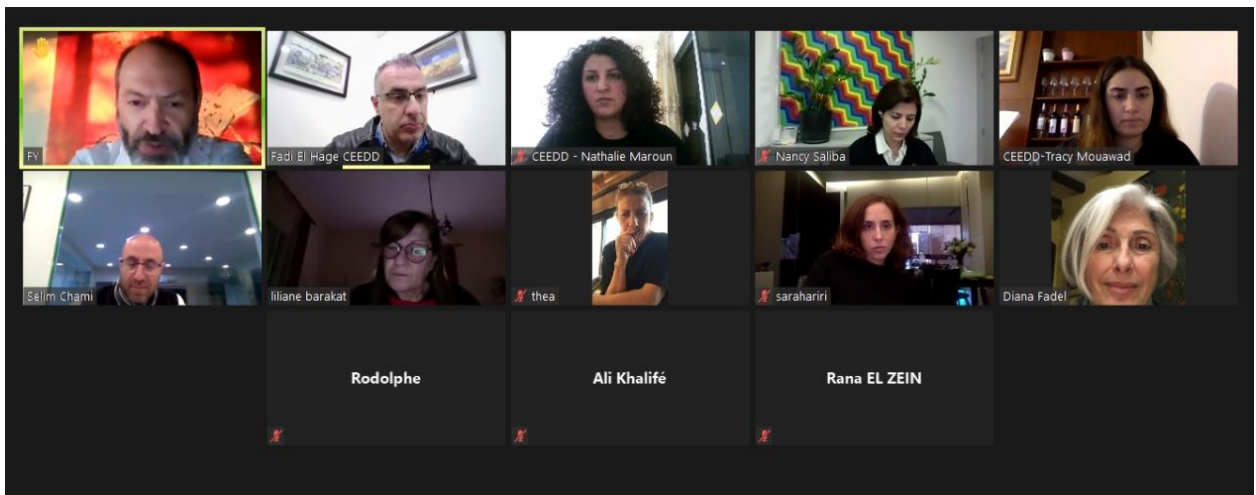 FY
Fadi El Hage CEEDD
CEEDD - Nathalie Maroun
Nancy Saliba
CEEDD-Tracy Mouawad
Selim Chami
liliane barakat
thea
sarahariri
Diana Fadel
Rodolphe
Ali Khalifé
Rana EL ZEIN